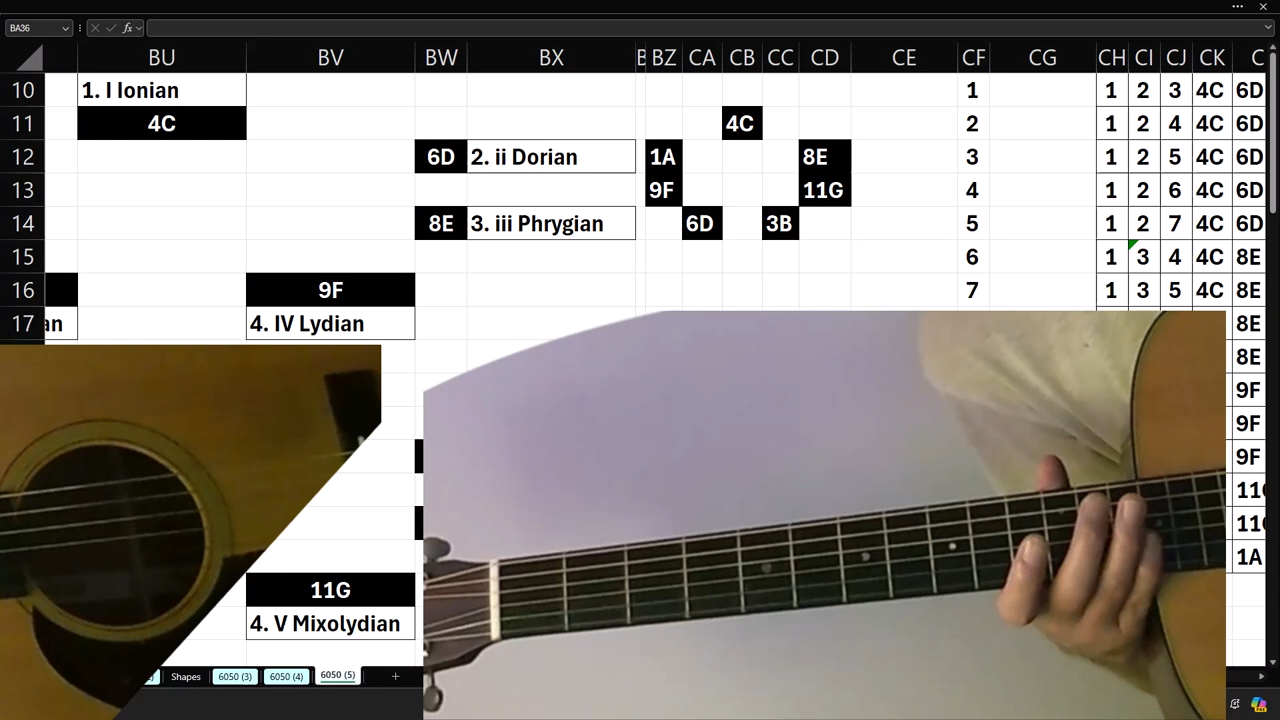 BA36 fx
BU BV BW BX B BZ CA CB CC CD CE CF CG CH CI CJ CK C
10 1. I Ionian 1 1 2 3 4C 6D
11 4C 4C 2 1 2 4 4C 6D
12 6D 2. ii Dorian 1A 8E 3 1 2 5 4C 6D
13 9F 11G 4 1 2 6 4C 6D
14 8E 3. iii Phrygian 6D 3B 5 1 2 7 4C 6D
15 6 1 3 4 4C 8E
16 9F 7 1 3 5 4C 8E
17 an 4. IV Lydian 8E
8E
9F
9F
9F
11G
11G
11G 1A
4. V Mixolydian
Shapes 6050 (3) 6050 (4) 6050 (5) +